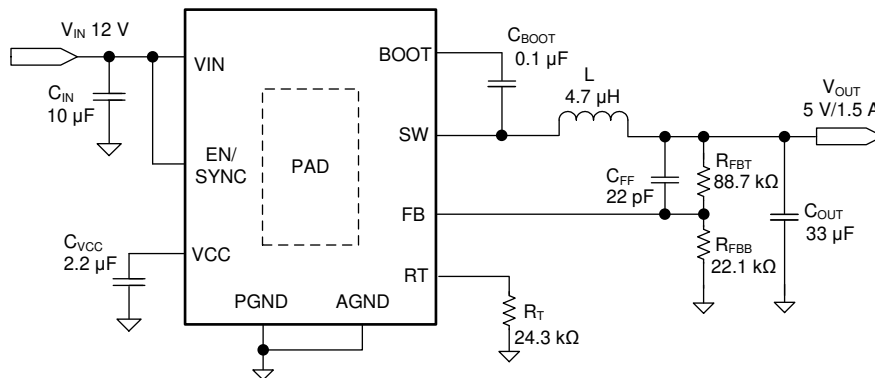 V_IN 12 V
C_IN
10 µF
VIN
EN/
SYNC
C_VCC
2.2 µF
VCC
PGND
AGND
PAD
BOOT
SW
FB
RT
C_BOOT
0.1 µF
L
4.7 µH
C_FF
22 pF
R_FBT
88.7 kΩ
R_FBB
22.1 kΩ
R_T
24.3 kΩ
V_OUT
5 V/1.5 A
C_OUT
33 µF